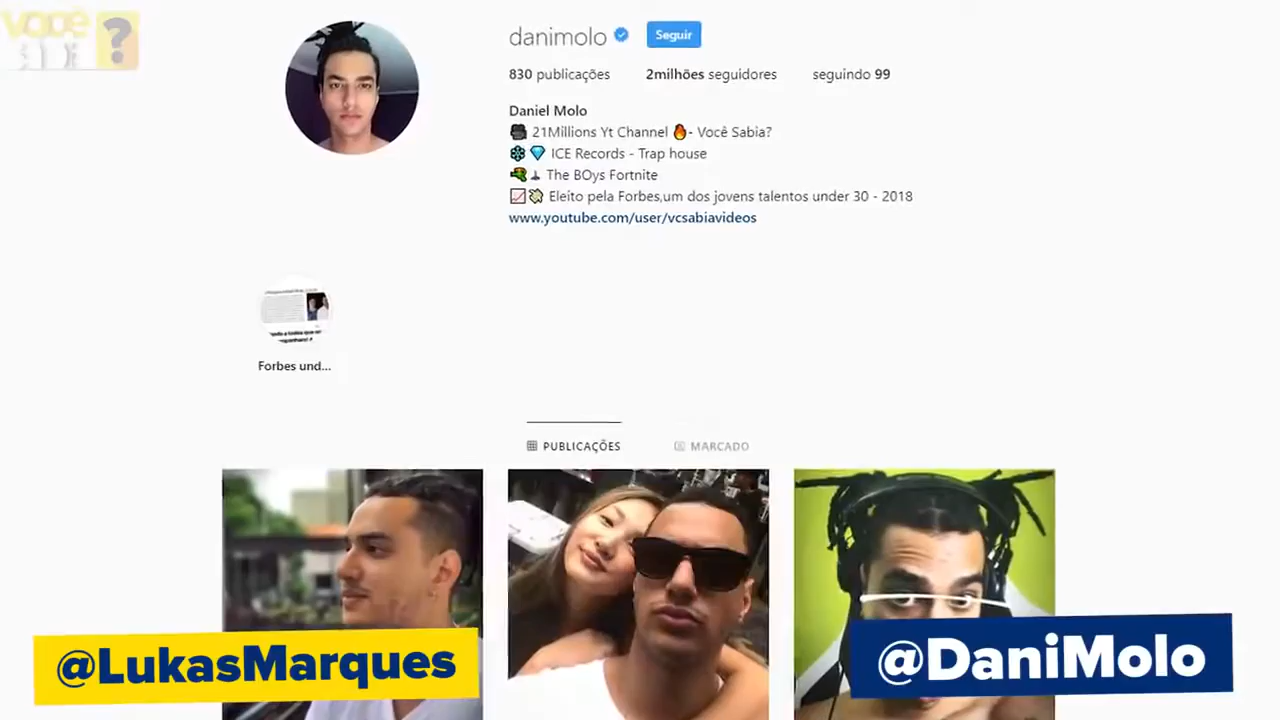 VOCÊ
?
danimolo
Seguir
830 publicações 2milhões seguidores seguindo 99
Daniel Molo
21Millions Yt Channel - Você Sabia?
ICE Records - Trap house
The BOys Fortnite
Eleito pela Forbes,um dos jovens talentos under 30 - 2018
www.youtube.com/user/vcsabiavideos
Forbes und...
PUBLICAÇÕES MARCADO
@LukasMarques
@DaniMolo